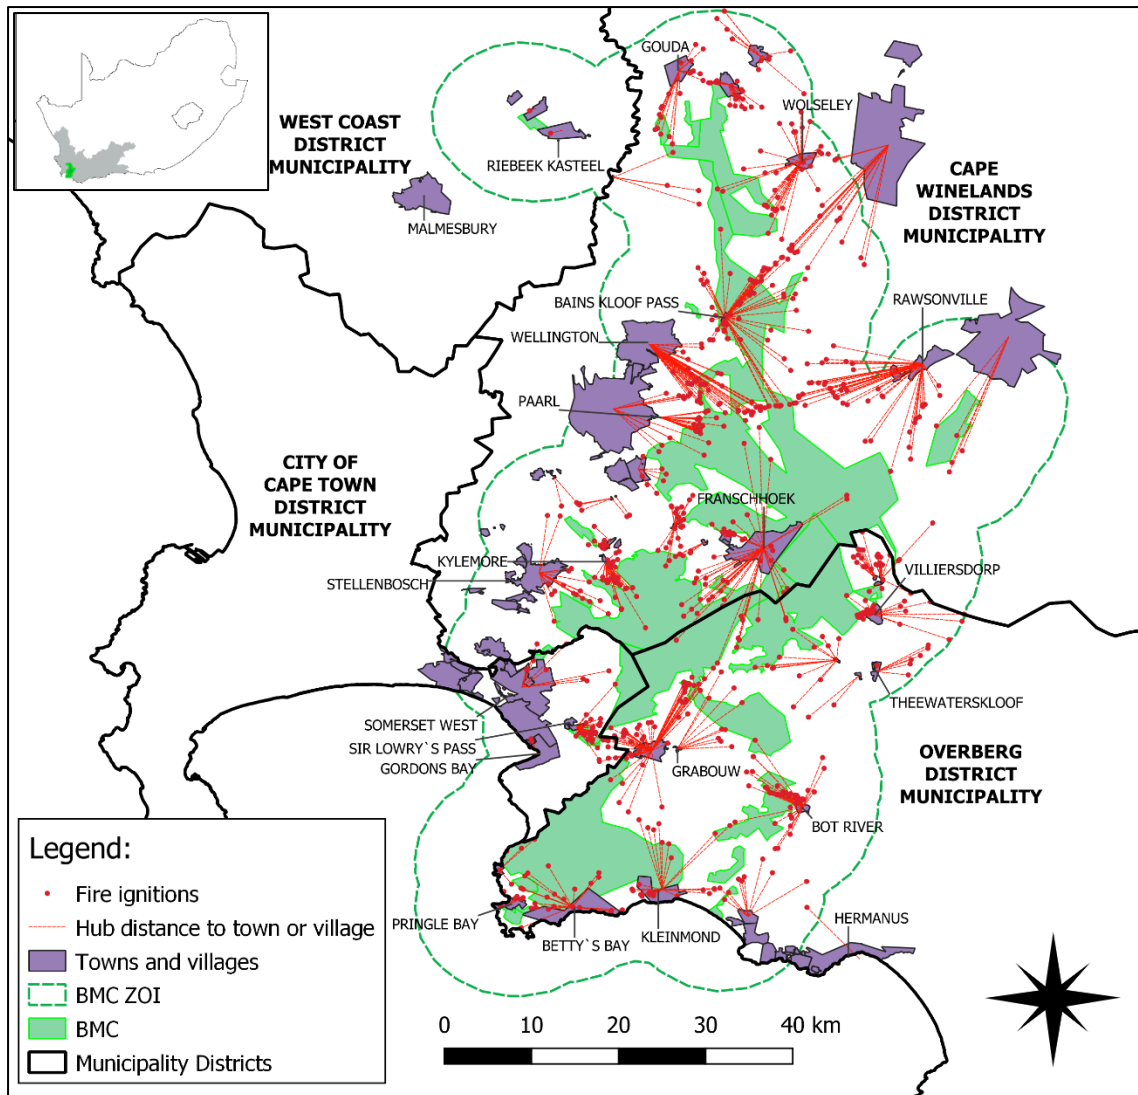 GOUDA
WOLSELEY
WEST COAST
DISTRICT
MUNICIPALITY
RIEBEEK KASTEEL
CAPE
WINELANDS
DISTRICT
MUNICIPALITY
MALMESBURY
BAINS KLOOF PASS
RAWSONVILLE
WELLINGTON
PAARL
CITY OF
CAPE TOWN
DISTRICT
MUNICIPALITY
FRANSCHHOEK
KYLEMORE
STELLENBOSCH
VILLIERSDORP
THEEWATERSKLOOF
SOMERSET WEST
SIR LOWRY`S PASS
GORDONS BAY
GRABOUW
OVERBERG
DISTRICT
MUNICIPALITY
BOT RIVER
PRINGLE BAY
BETTY`S BAY
KLEINMOND
HERMANUS
Legend:
Fire ignitions
Hub distance to town or village
Towns and villages
BMC ZOI
BMC
Municipality Districts
0 10 20 30 40 km